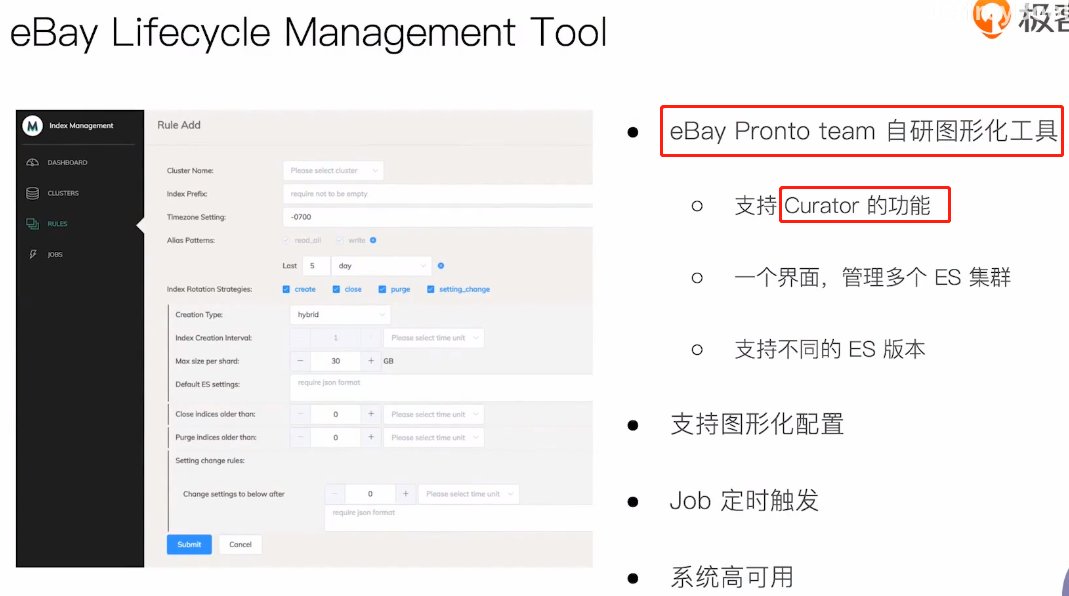 eBay Lifecycle Management Tool
极客
M Index Management
DASHBOARD
CLUSTERS
RULES
JOBS
Rule Add
Cluster Name: Please select cluster
Index Prefix: require not to be empty
Timezone Setting: -0700
Alias Patterns: read_all write
Last 5 day
Index Rotation Strategies: create close purge setting_change
Creation Type: hybrid
Index Creation Interval: 1 Please select time unit
Max size per shard: − 30 + GB
Default ES settings: require json format
Close indices older than: − 0 + Please select time unit
Purge indices older than: − 0 + Please select time unit
Setting change rules:
Change settings to below after − 0 + Please select time unit
require json format
Submit Cancel
• eBay Pronto team 自研图形化工具
○ 支持 Curator 的功能
○ 一个界面，管理多个 ES 集群
○ 支持不同的 ES 版本
• 支持图形化配置
• Job 定时触发
• 系统高可用